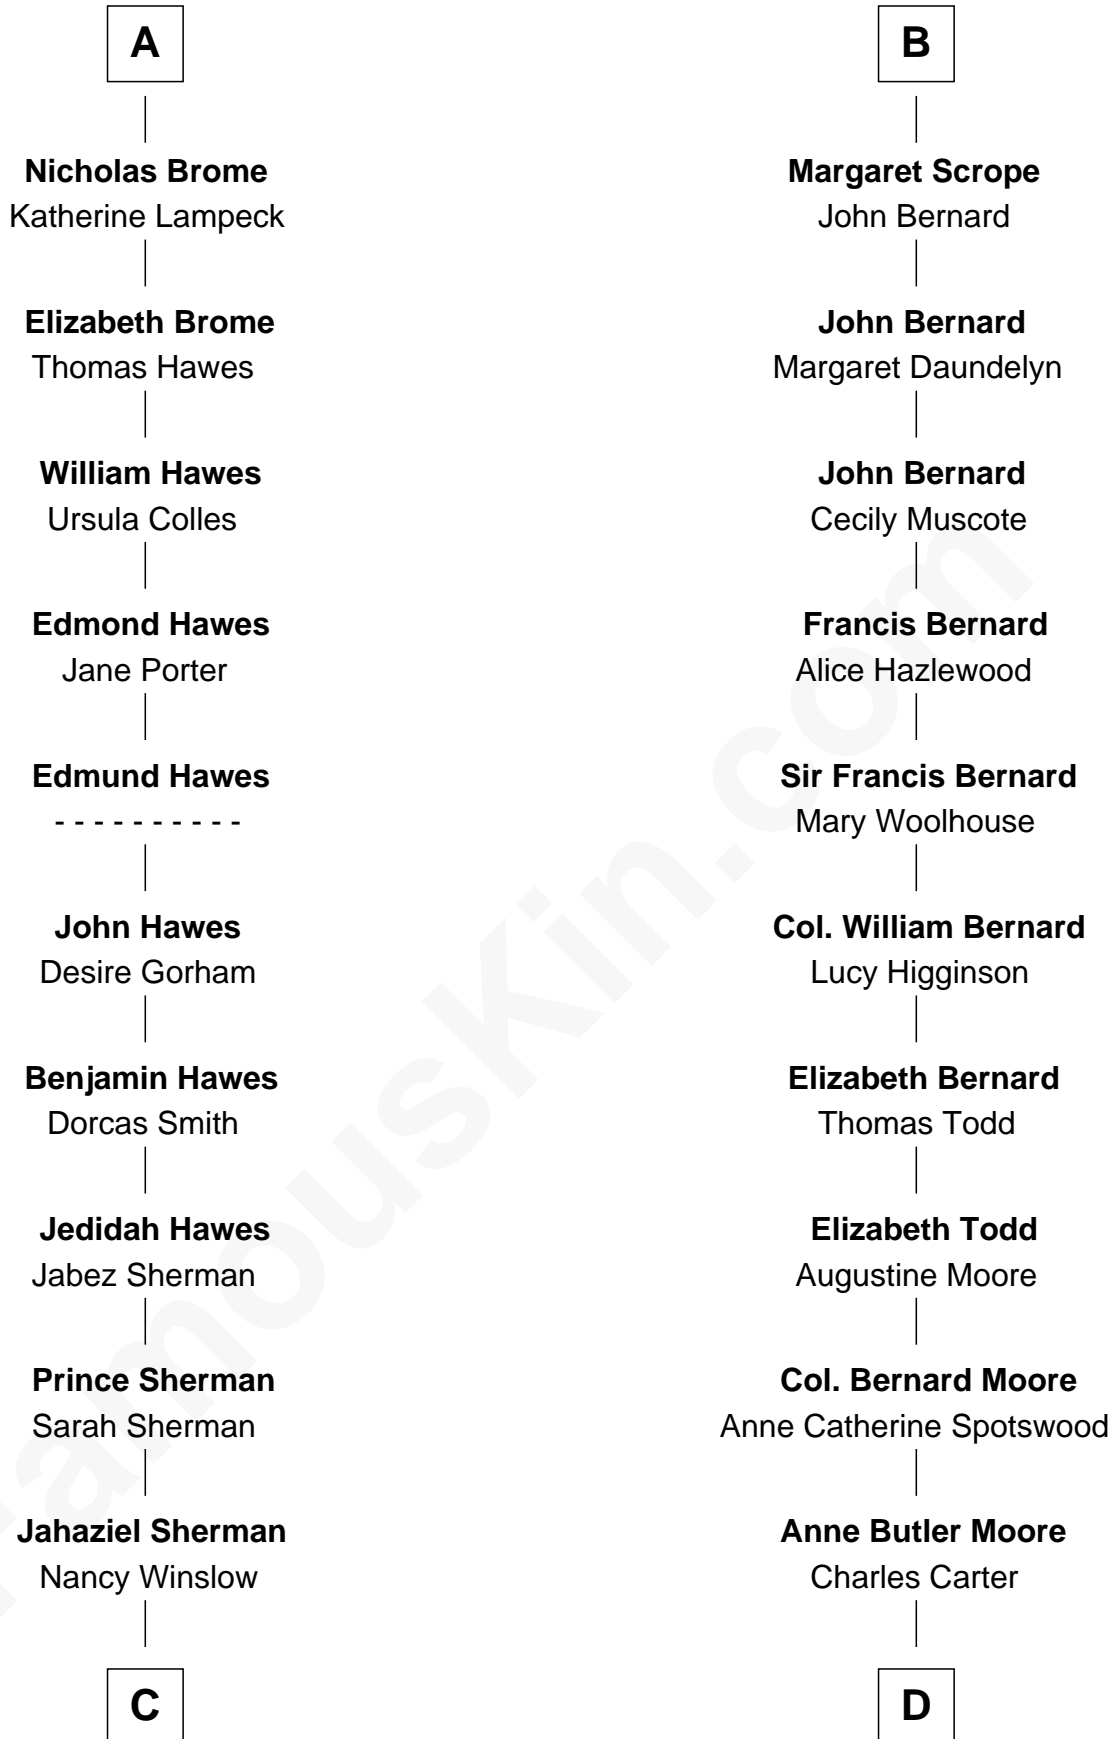 A
Nicholas Brome
Katherine Lampeck
Elizabeth Brome
Thomas Hawes
William Hawes
Ursula Colles
Edmond Hawes
Jane Porter
Edmund Hawes
- - - - - - - - - -
John Hawes
Desire Gorham
Benjamin Hawes
Dorcas Smith
Jedidah Hawes
Jabez Sherman
Prince Sherman
Sarah Sherman
Jahaziel Sherman
Nancy Winslow
C
B
Margaret Scrope
John Bernard
John Bernard
Margaret Daundelyn
John Bernard
Cecily Muscote
Francis Bernard
Alice Hazlewood
Sir Francis Bernard
Mary Woolhouse
Col. William Bernard
Lucy Higginson
Elizabeth Bernard
Thomas Todd
Elizabeth Todd
Augustine Moore
Col. Bernard Moore
Anne Catherine Spotswood
Anne Butler Moore
Charles Carter
D
FamousKin.com